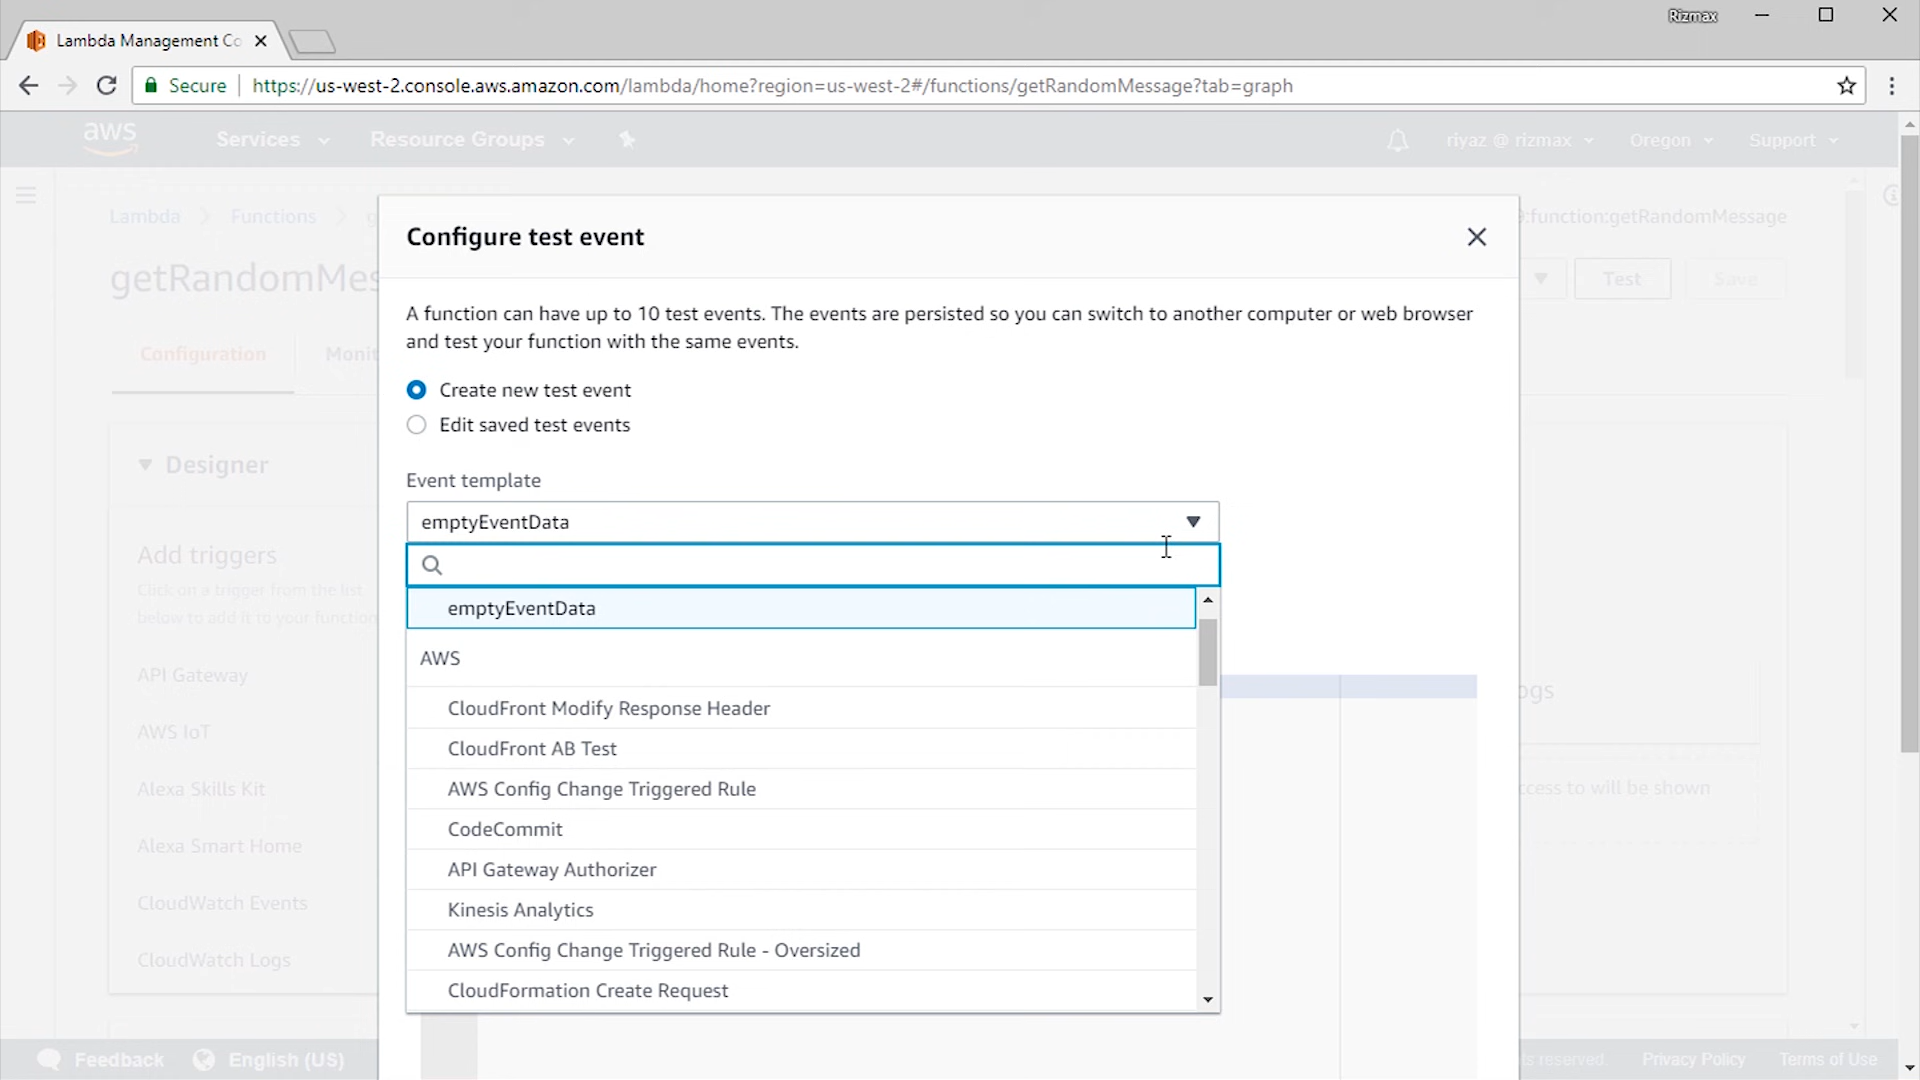 Rizmax
Lambda Management Co
Secure https://us-west-2.console.aws.amazon.com/lambda/home?region=us-west-2#/functions/getRandomMessage?tab=graph
aws Services Resource Groups riyaz @ rizmax Oregon Support
Lambda Functions g :function:getRandomMessage
getRandomMes Test Save
Configuration Monit
Configure test event
A function can have up to 10 test events. The events are persisted so you can switch to another computer or web browser
and test your function with the same events.
Create new test event
Edit saved test events
Designer
Event template
emptyEventData
Add triggers
Click on a trigger from the list
below to add it to your function
emptyEventData
AWS
API Gateway
CloudFront Modify Response Header
ogs
AWS IoT
CloudFront AB Test
Alexa Skills Kit
AWS Config Change Triggered Rule
ccess to will be shown
CodeCommit
Alexa Smart Home
API Gateway Authorizer
CloudWatch Events
Kinesis Analytics
AWS Config Change Triggered Rule - Oversized
CloudWatch Logs
CloudFormation Create Request
Feedback English (US) ts reserved. Privacy Policy Terms of Use